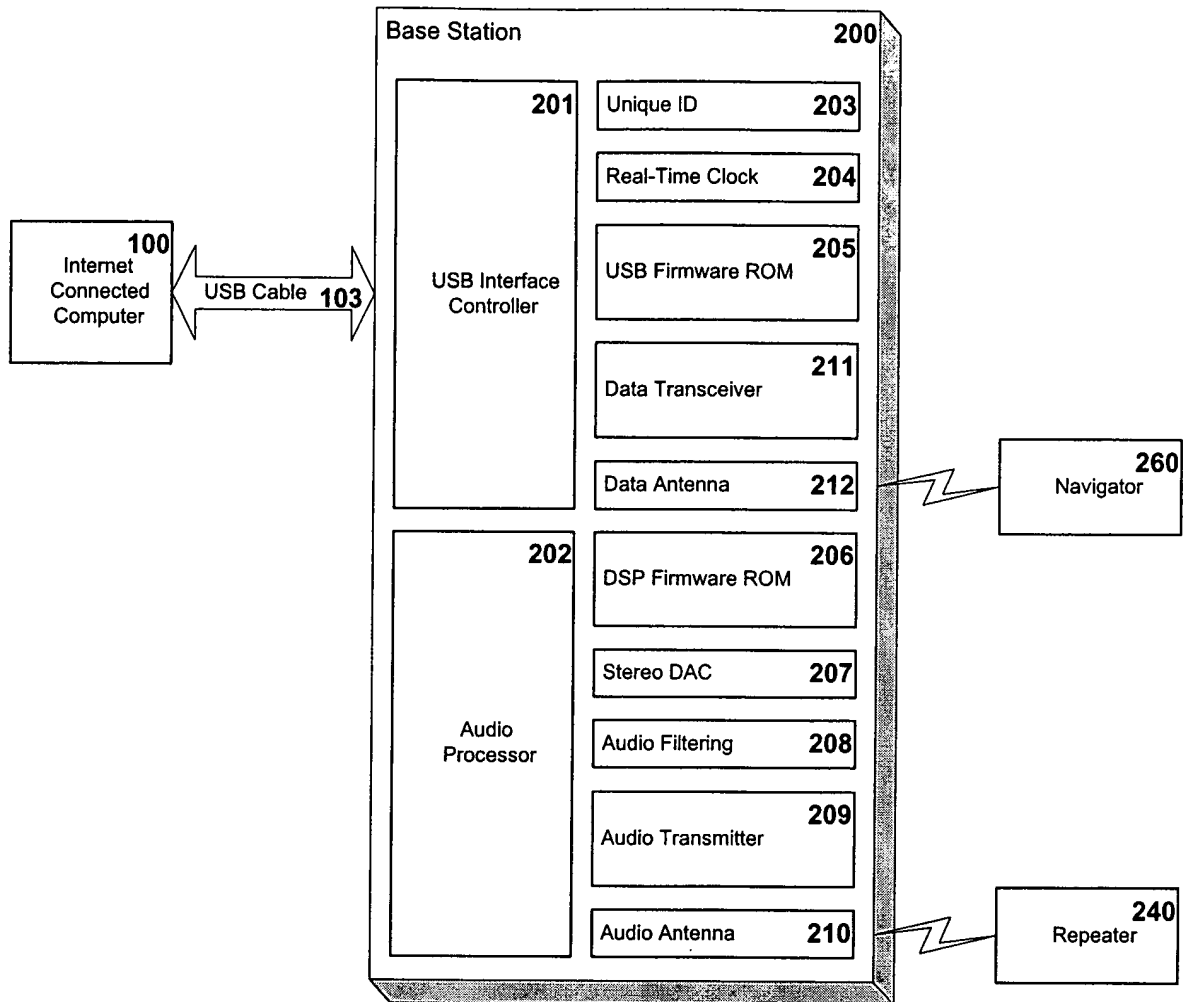 Base Station 200
201
USB Interface
Controller
Unique ID 203
Real-Time Clock 204
205
USB Firmware ROM
211
Data Transceiver
Data Antenna 212
100
Internet
Connected
Computer
USB Cable 103
260
Navigator
202
Audio
Processor
206
DSP Firmware ROM
Stereo DAC 207
Audio Filtering 208
209
Audio Transmitter
Audio Antenna 210
240
Repeater